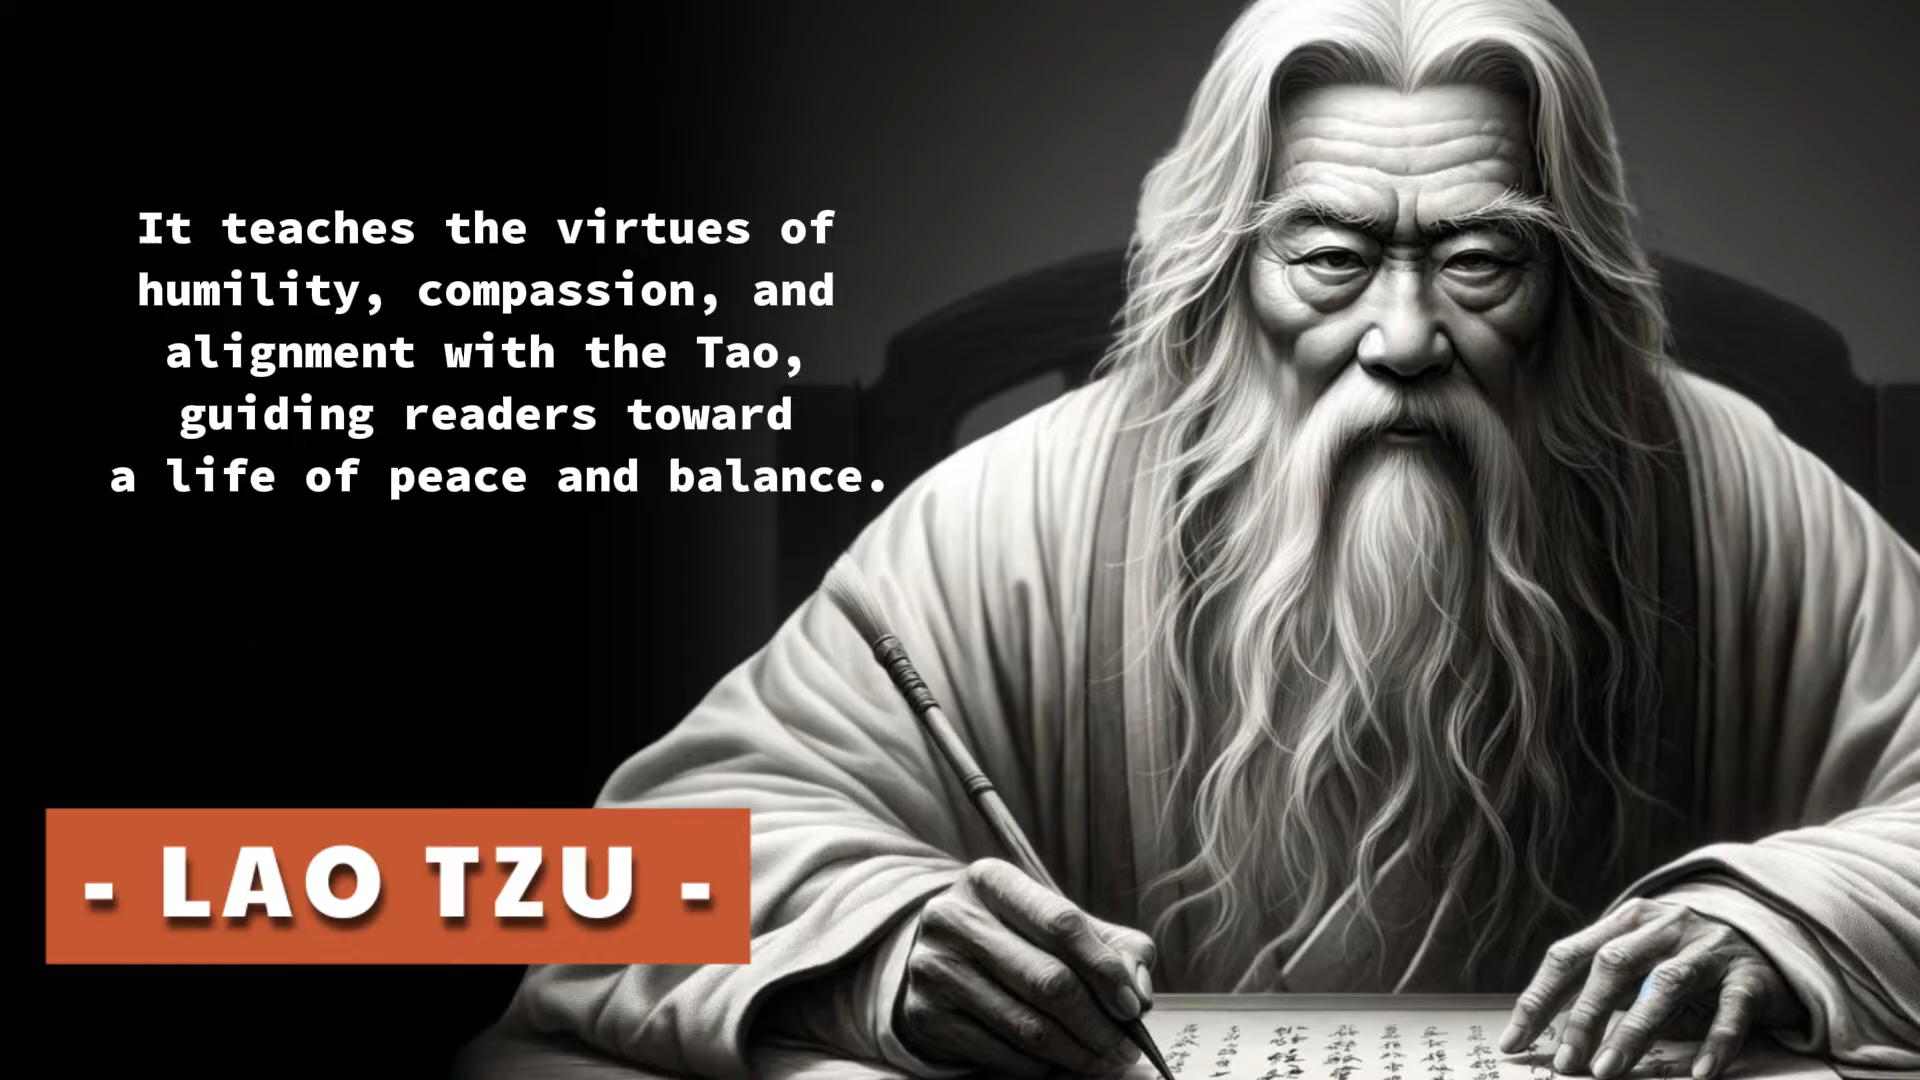 It teaches the virtues of
humility, compassion, and
alignment with the Tao,
guiding readers toward
a life of peace and balance.
- LAO TZU -